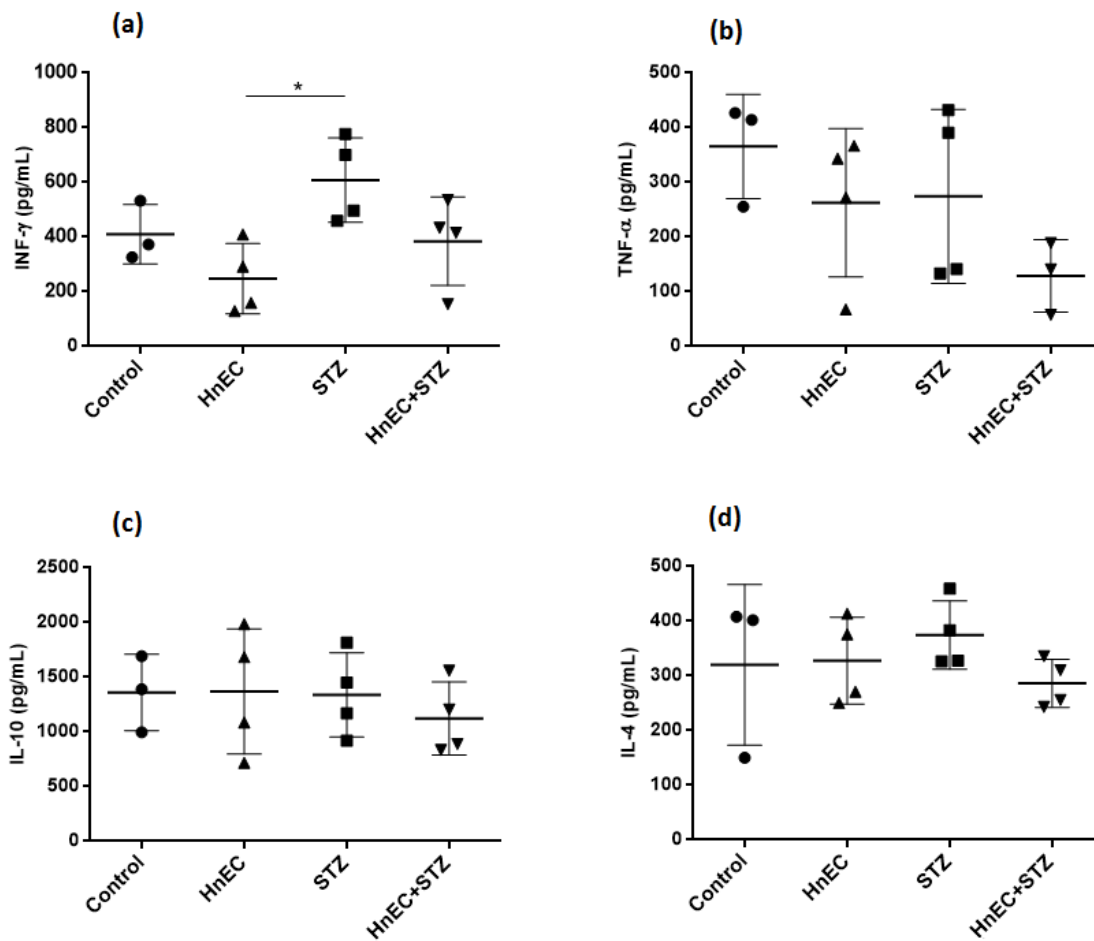 (a)
INF-γ (pg/mL)
1000
800
600
400
200
0
*
Control
HnEC
STZ
HnEC+STZ
(b)
TNF-α (pg/mL)
500
400
300
200
100
0
Control
HnEC
STZ
HnEC+STZ
(c)
IL-10 (pg/mL)
2500
2000
1500
1000
500
0
Control
HnEC
STZ
HnEC+STZ
(d)
IL-4 (pg/mL)
500
400
300
200
100
0
Control
HnEC
STZ
HnEC+STZ